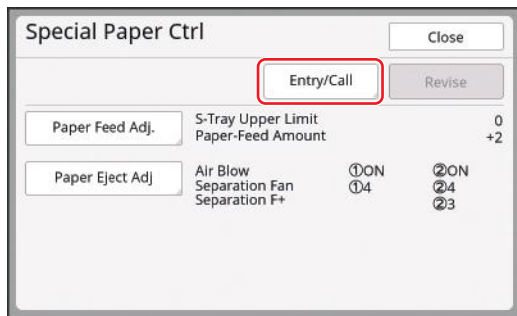 Special Paper Ctrl Close
Entry/Call Revise
Paper Feed Adj. S-Tray Upper Limit 0
Paper-Feed Amount +2
Paper Eject Adj Air Blow ①ON ②ON
Separation Fan ①4 ②4
Separation F+ ②3